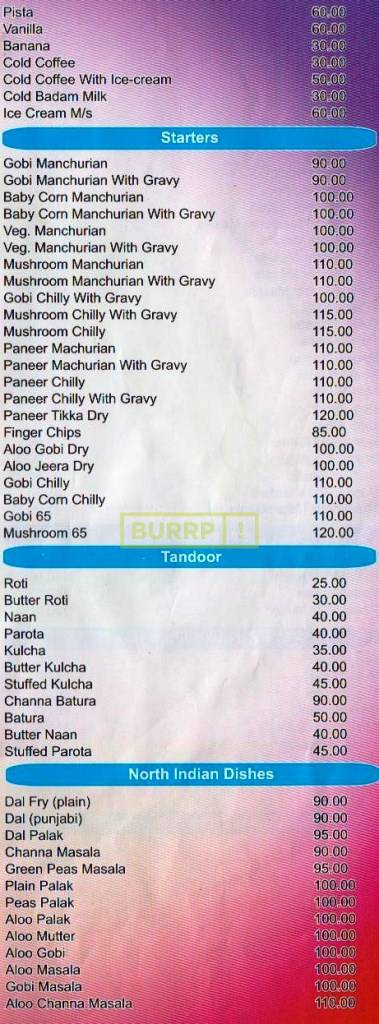 Pista 60.00
Vanilla 60.00
Banana 30.00
Cold Coffee 30.00
Cold Coffee With Ice-cream 50.00
Cold Badam Milk 30.00
Ice Cream M/s 60.00
Starters
Gobi Manchurian 90.00
Gobi Manchurian With Gravy 90.00
Baby Corn Manchurian 100.00
Baby Corn Manchurian With Gravy 100.00
Veg. Manchurian 100.00
Veg. Manchurian With Gravy 100.00
Mushroom Manchurian 110.00
Mushroom Manchurian With Gravy 110.00
Gobi Chilly With Gravy 100.00
Mushroom Chilly With Gravy 115.00
Mushroom Chilly 115.00
Paneer Machurian 110.00
Paneer Machurian With Gravy 110.00
Paneer Chilly 110.00
Paneer Chilly With Gravy 110.00
Paneer Tikka Dry 120.00
Finger Chips 85.00
Aloo Gobi Dry 100.00
Aloo Jeera Dry 100.00
Gobi Chilly 110.00
Baby Corn Chilly 110.00
Gobi 65 110.00
Mushroom 65 120.00
BURRP!
Tandoor
Roti 25.00
Butter Roti 30.00
Naan 40.00
Parota 40.00
Kulcha 35.00
Butter Kulcha 40.00
Stuffed Kulcha 45.00
Channa Batura 90.00
Batura 50.00
Butter Naan 40.00
Stuffed Parota 45.00
North Indian Dishes
Dal Fry (plain) 90.00
Dal (punjabi) 90.00
Dal Palak 95.00
Channa Masala 90.00
Green Peas Masala 95.00
Plain Palak 100.00
Peas Palak 100.00
Aloo Palak 100.00
Aloo Mutter 100.00
Aloo Gobi 100.00
Aloo Masala 100.00
Gobi Masala 100.00
Aloo Channa Masala 110.00